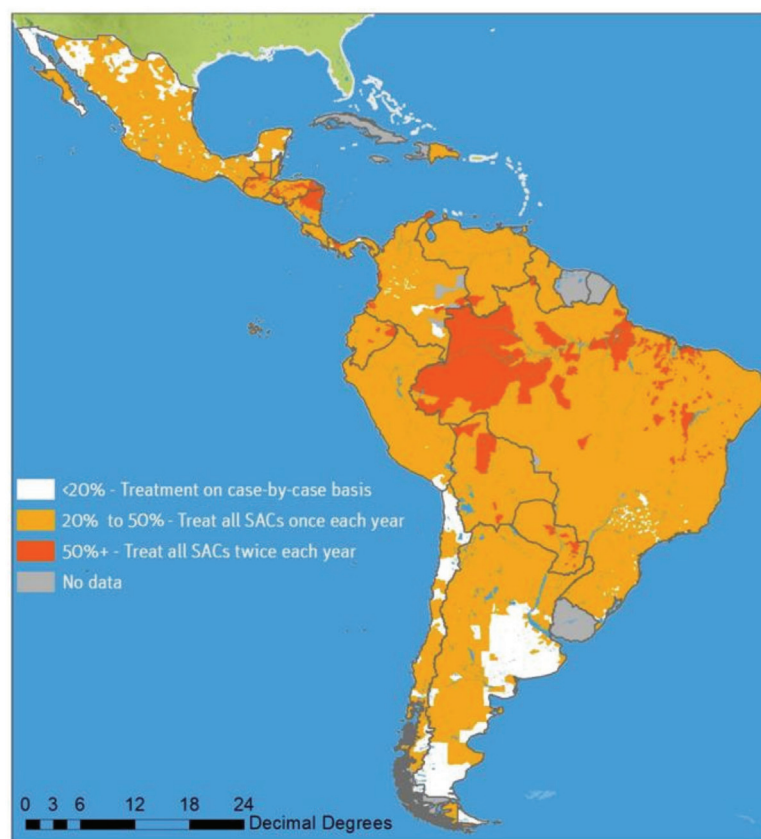 <20% - Treatment on case-by-case basis
20% to 50% - Treat all SACs once each year
50%+ - Treat all SACs twice each year
No data
0 3 6 12 18 24
Decimal Degrees